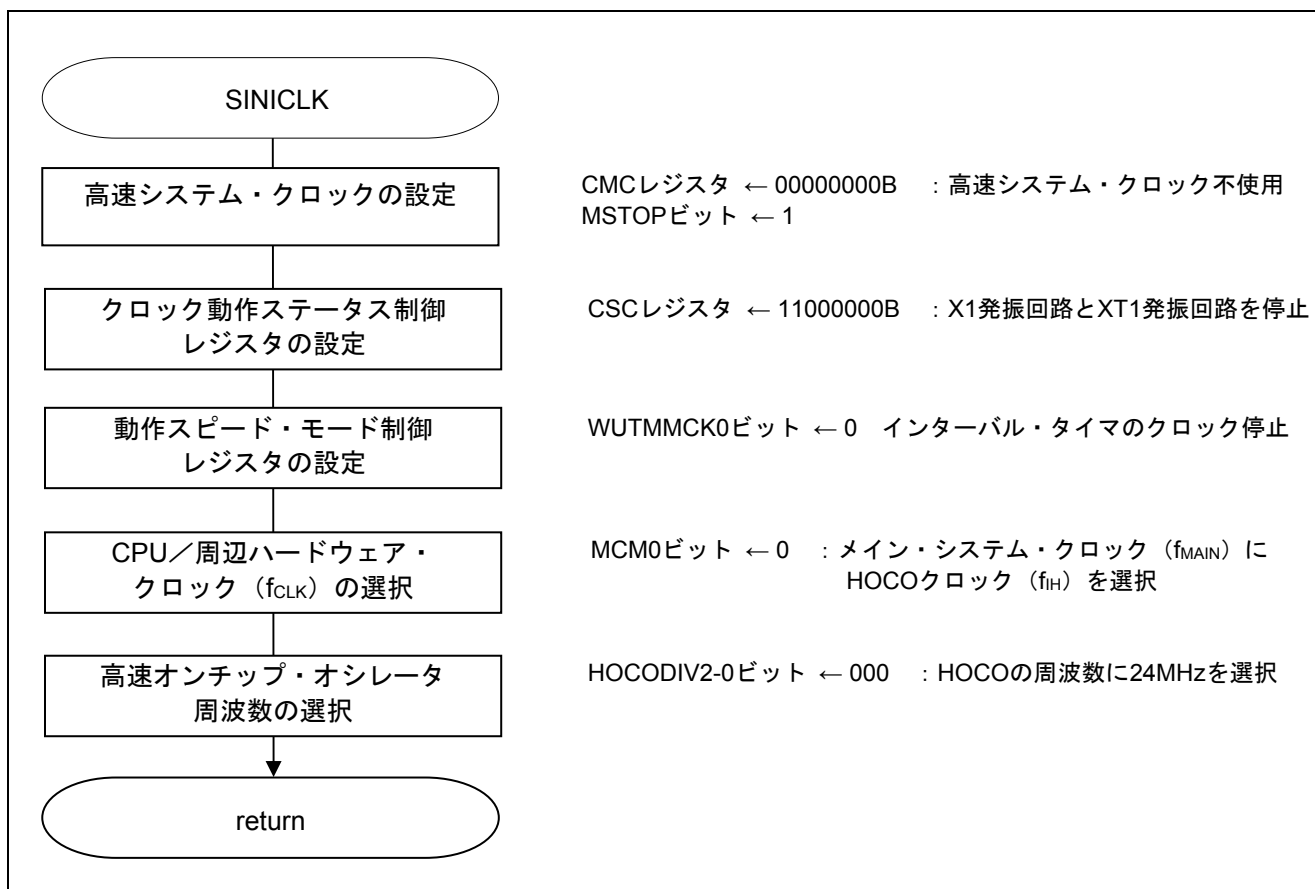 SINICLK
高速システム・クロックの設定
CMCレジスタ ← 00000000B ：高速システム・クロック不使用
MSTOPビット ← 1
クロック動作ステータス制御
レジスタの設定
CSCレジスタ ← 11000000B ：X1発振回路とXT1発振回路を停止
動作スピード・モード制御
レジスタの設定
WUTMMCK0ビット ← 0 インターバル・タイマのクロック停止
CPU／周辺ハードウェア・
クロック（fCLK）の選択
MCM0ビット ← 0 ：メイン・システム・クロック（fMAIN）に
HOCOクロック（fIH）を選択
高速オンチップ・オシレータ
周波数の選択
HOCODIV2-0ビット ← 000 ：HOCOの周波数に24MHzを選択
return